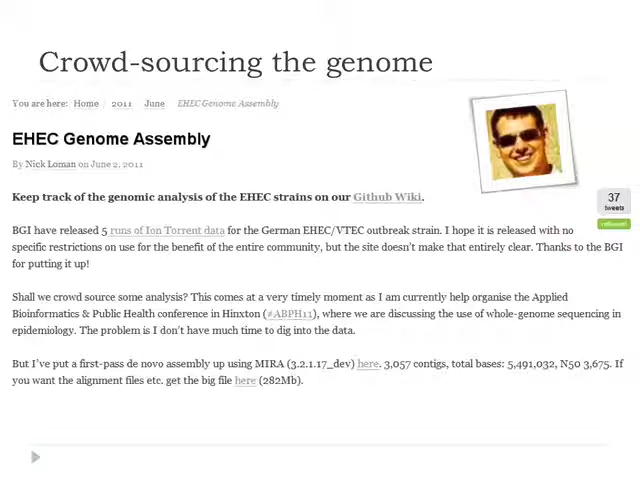 Crowd-sourcing the genome
You are here: Home / 2011 / June EHEC Genome Assembly
EHEC Genome Assembly
By Nick Loman on June 2, 2011
Keep track of the genomic analysis of the EHEC strains on our Github Wiki.
37
tweets
retweet
BGI have released 5 runs of Ion Torrent data for the German EHEC/VTEC outbreak strain. I hope it is released with no
specific restrictions on use for the benefit of the entire community, but the site doesn't make that entirely clear. Thanks to the BGI
for putting it up!
Shall we crowd source some analysis? This comes at a very timely moment as I am currently help organise the Applied
Bioinformatics & Public Health conference in Hinxton (#ABPH11), where we are discussing the use of whole-genome sequencing in
epidemiology. The problem is I don't have much time to dig into the data.
But I've put a first-pass de novo assembly up using MIRA (3.2.1.17_dev) here. 3,057 contigs, total bases: 5,491,032, N50 3,675. If
you want the alignment files etc. get the big file here (282Mb).